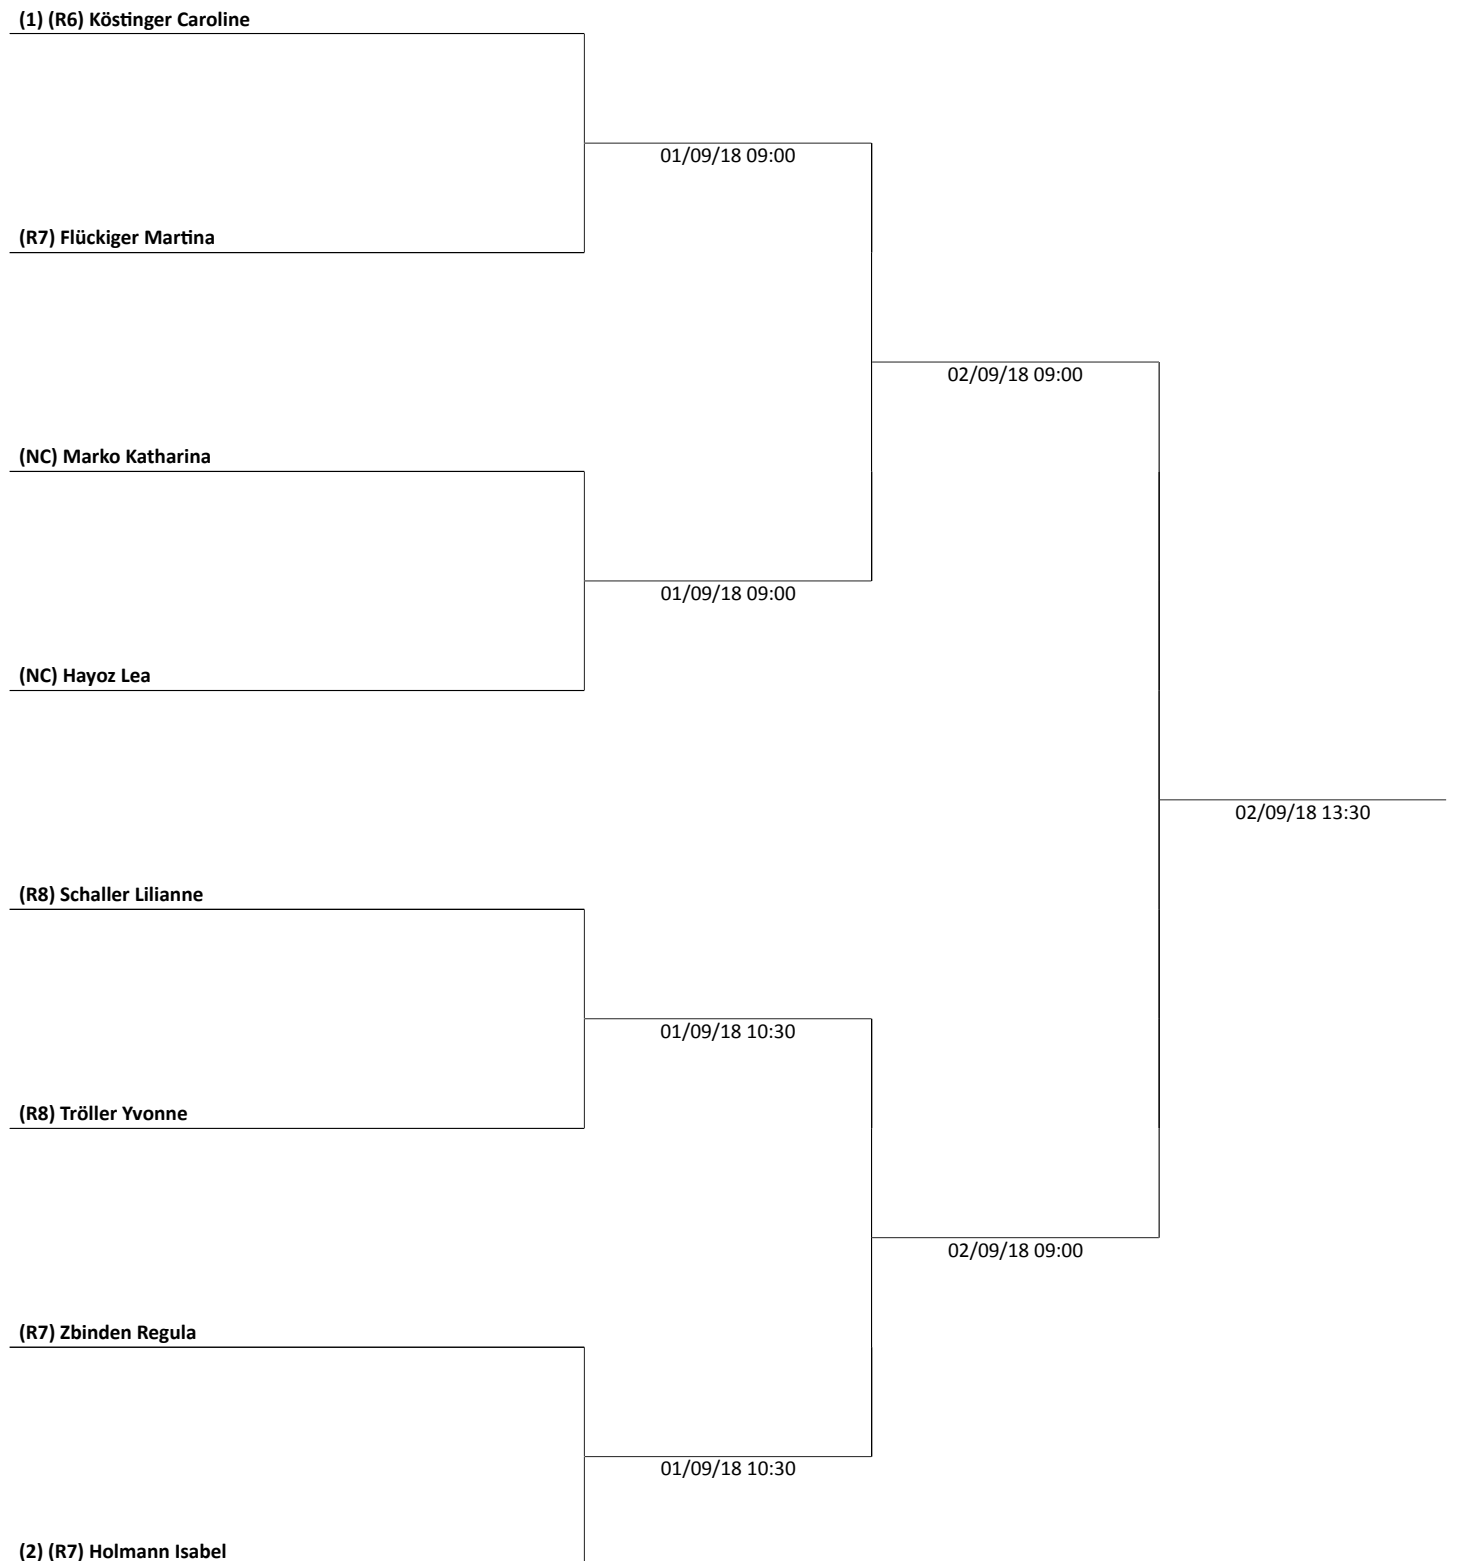 (1) (R6) Köstinger Caroline
01/09/18 09:00
(R7) Flückiger Martina
02/09/18 09:00
(NC) Marko Katharina
01/09/18 09:00
(NC) Hayoz Lea
02/09/18 13:30
(R8) Schaller Lilianne
01/09/18 10:30
(R8) Tröller Yvonne
02/09/18 09:00
(R7) Zbinden Regula
01/09/18 10:30
(2) (R7) Holmann Isabel